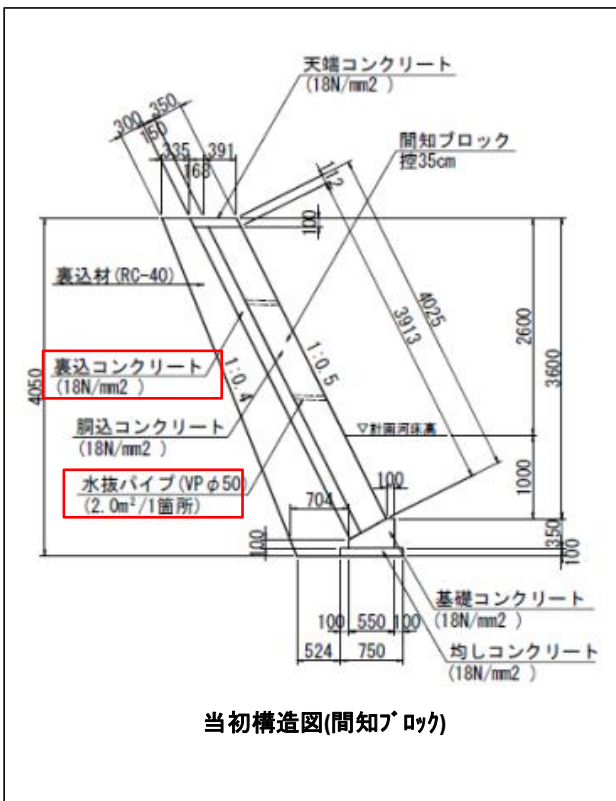 天端コンクリート
(18N/mm2 )
300
350
150
335
391
168
間知ブロック
控35cm
112
100
裏込材(RC-40)
4025
3913
2600
3600
裏込コンクリート
(18N/mm2 )
1:0.4
1:0.5
4050
胴込コンクリート
(18N/mm2 )
▽計画河床高
水抜パイプ(VPφ50)
(2.0m²/1箇所)
100
1000
704
100
350
100
基礎コンクリート
(18N/mm2 )
100
550
100
524
750
均しコンクリート
(18N/mm2 )
当初構造図(間知ブロック)